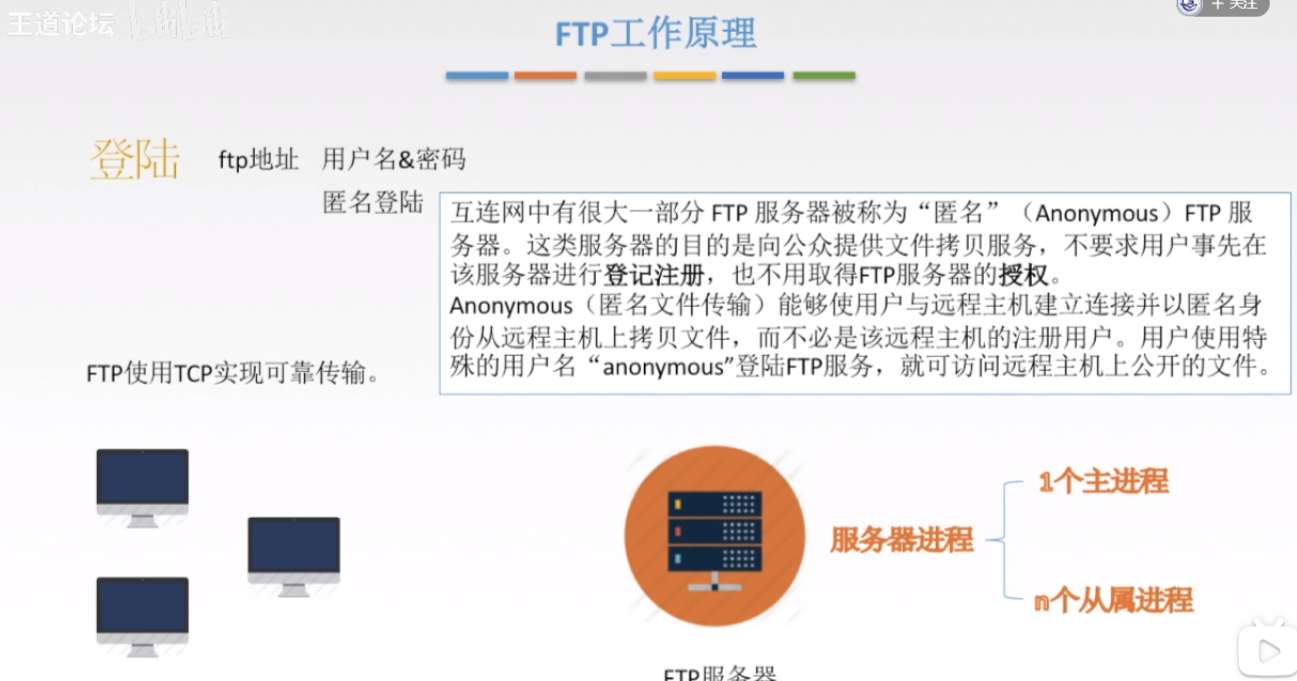 王道论坛 bilibili
+ 关注
FTP工作原理
登陆 ftp地址 用户名&密码
匿名登陆
互连网中有很大一部分 FTP 服务器被称为“匿名”（Anonymous）FTP 服
务器。这类服务器的目的是向公众提供文件拷贝服务，不要求用户事先在
该服务器进行登记注册，也不用取得FTP服务器的授权。
Anonymous（匿名文件传输）能够使用户与远程主机建立连接并以匿名身
份从远程主机上拷贝文件，而不必是该远程主机的注册用户。用户使用特
殊的用户名“anonymous”登陆FTP服务，就可访问远程主机上公开的文件。
FTP使用TCP实现可靠传输。
1个主进程
服务器进程
n个从属进程
FTP服务器